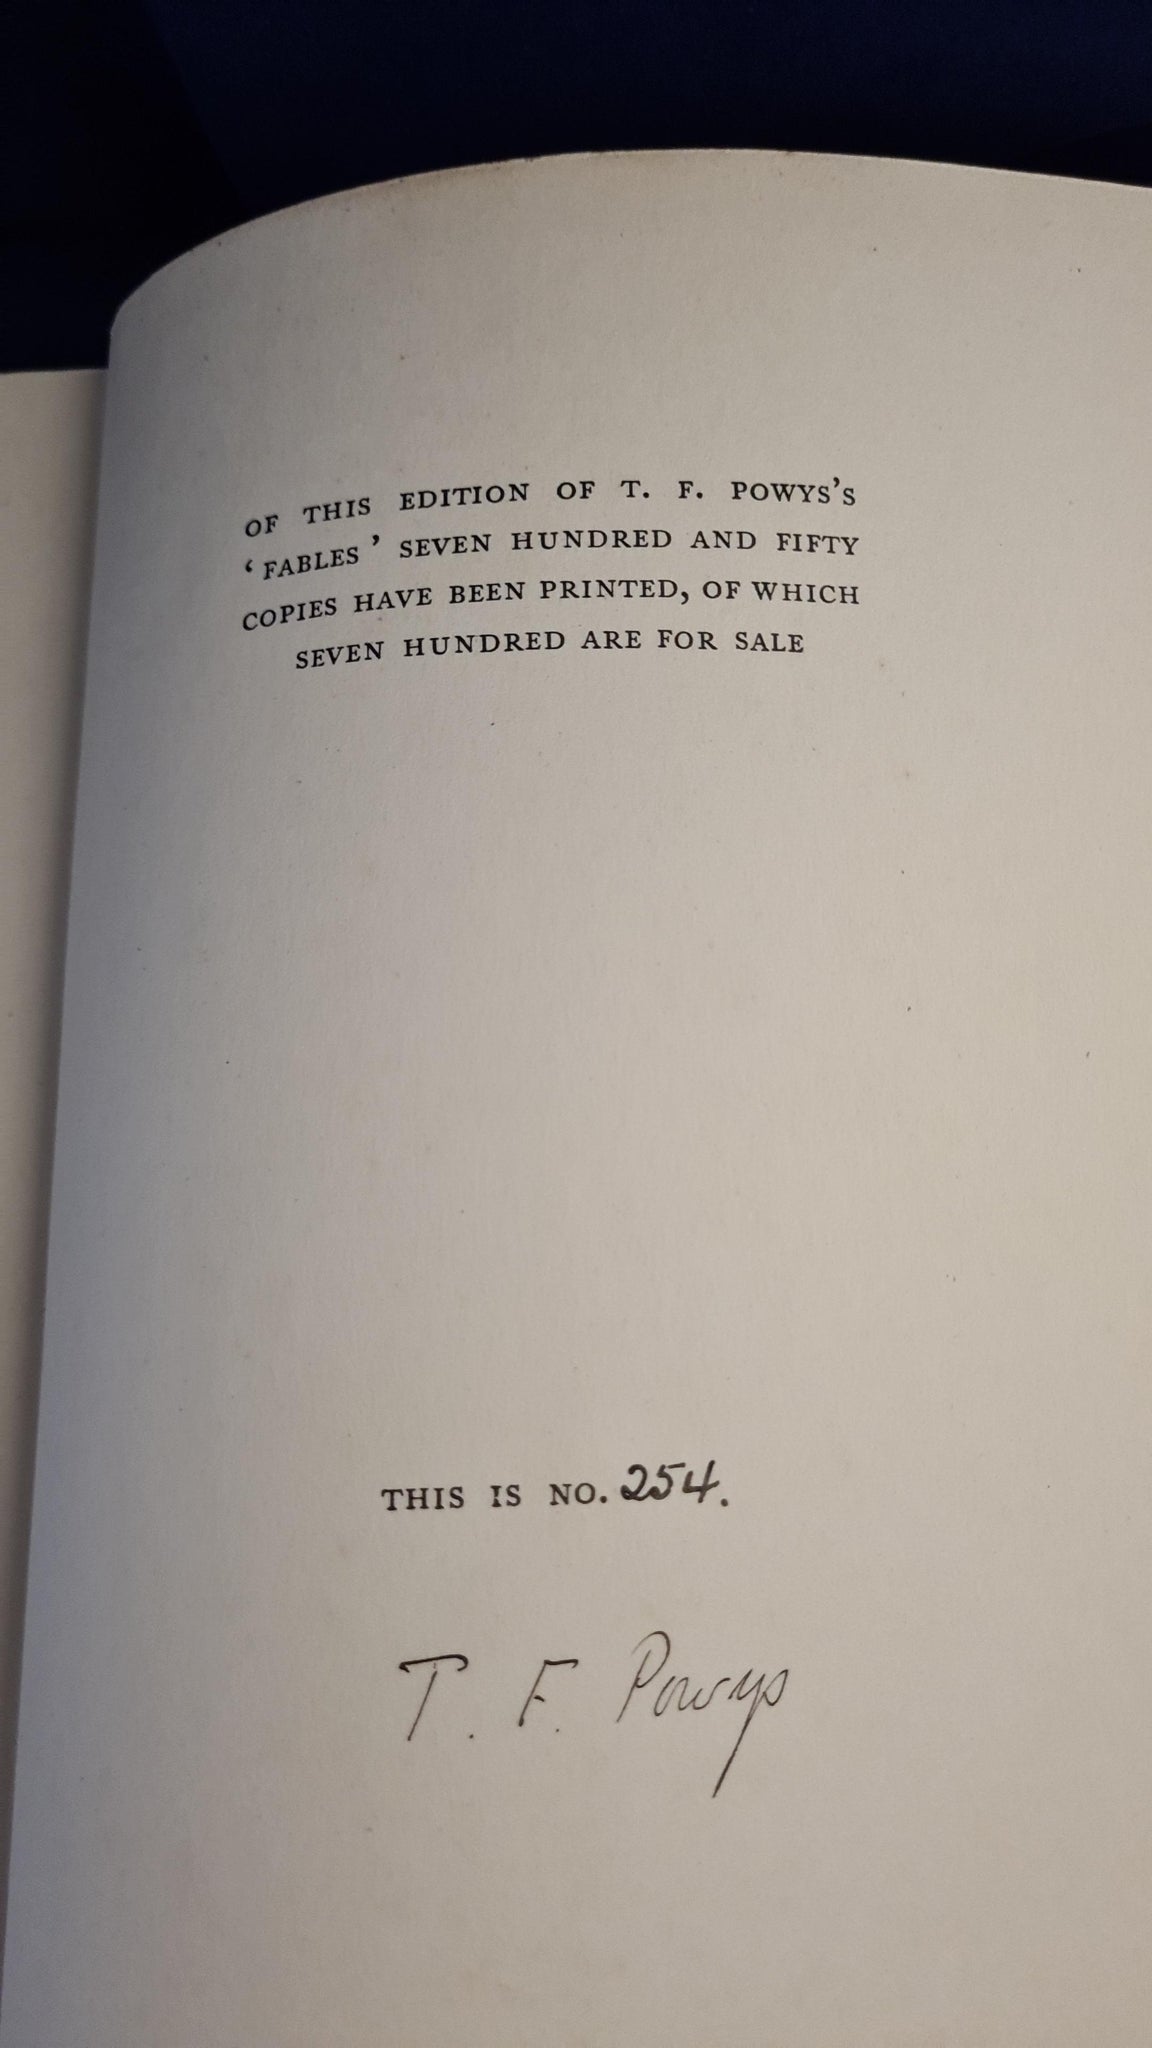 OF THIS EDITION OF T. F. POWYS'S
'FABLES' SEVEN HUNDRED AND FIFTY
COPIES HAVE BEEN PRINTED, OF WHICH
SEVEN HUNDRED ARE FOR SALE
THIS IS NO. 254.
T. F. Powys